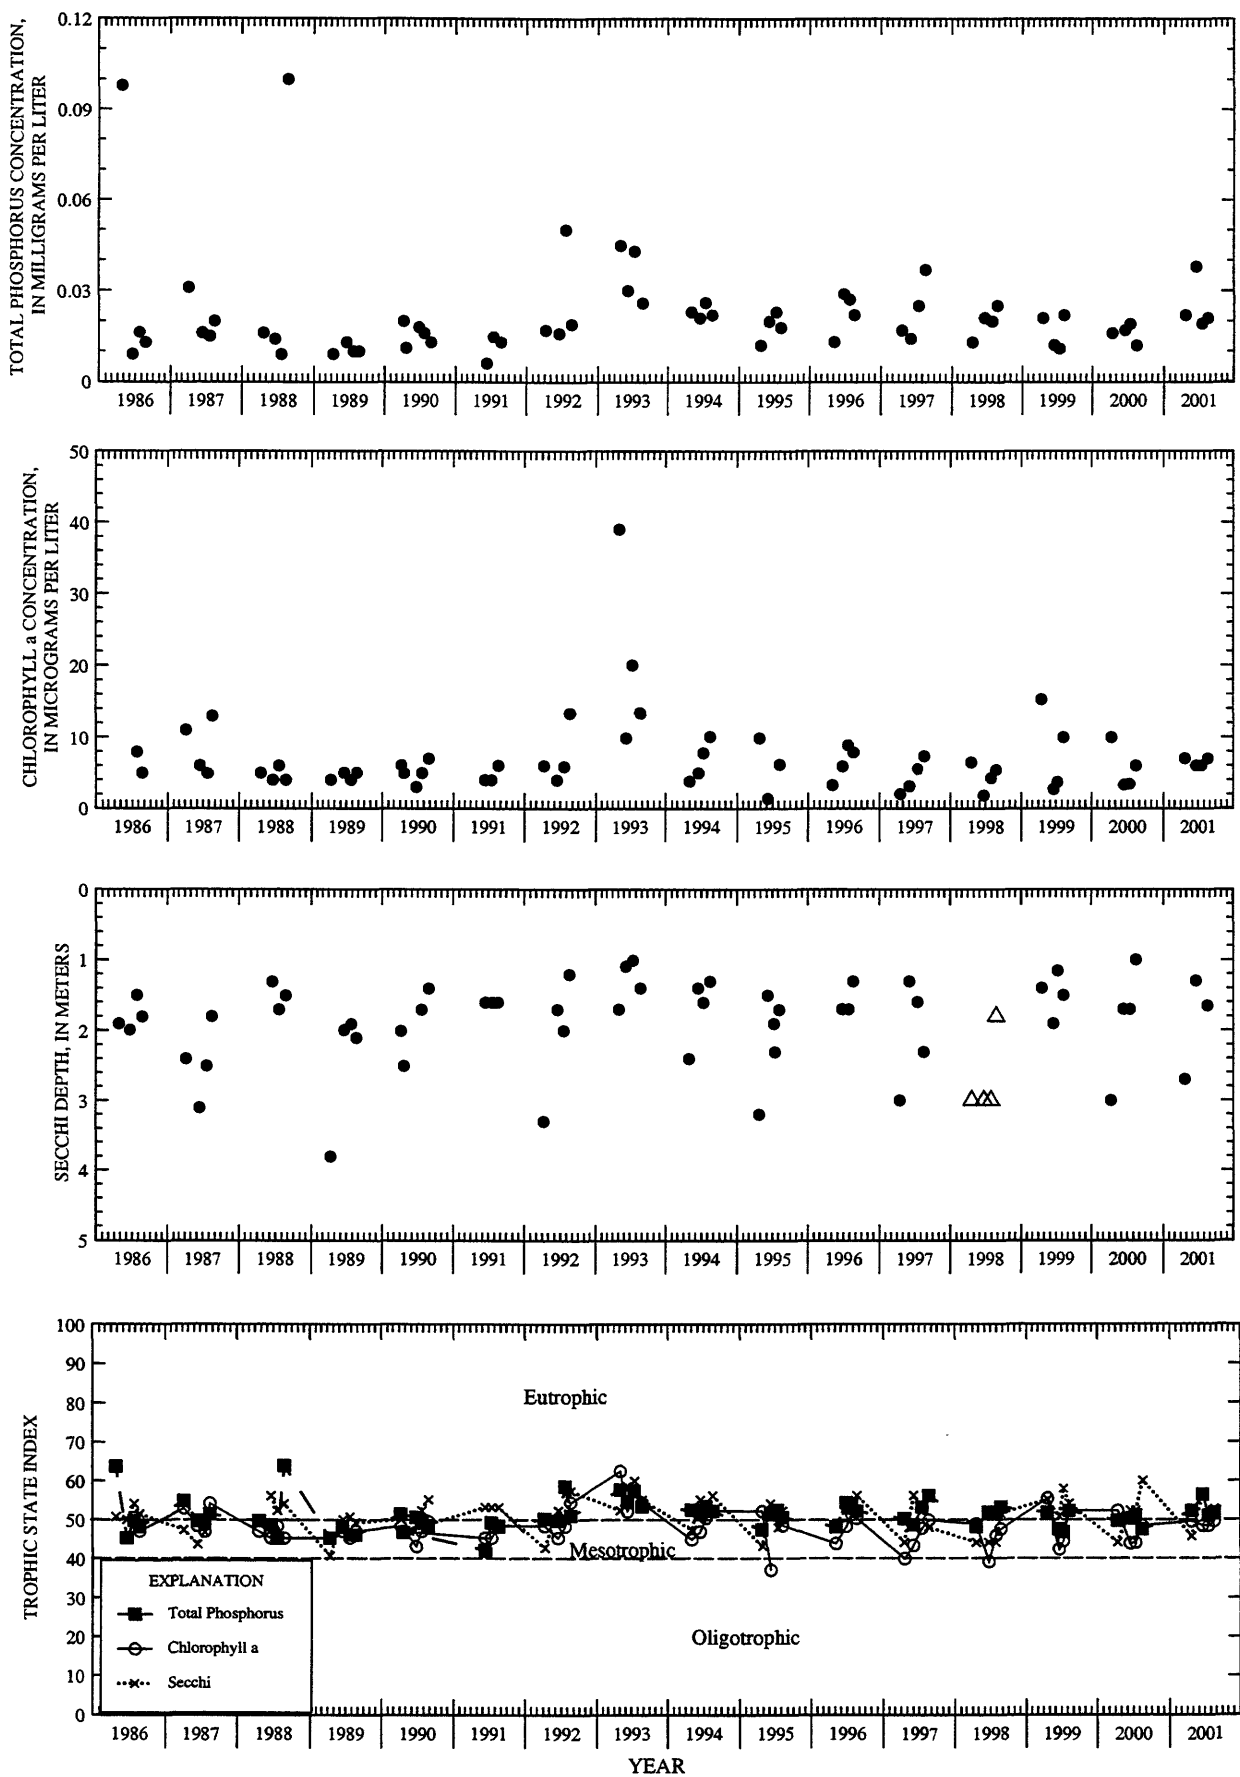 TOTAL PHOSPHORUS CONCENTRATION,
IN MILLIGRAMS PER LITER
0.12
0.09
0.06
0.03
0
1986 1987 1988 1989 1990 1991 1992 1993 1994 1995 1996 1997 1998 1999 2000 2001
CHLOROPHYLL a CONCENTRATION,
IN MICROGRAMS PER LITER
50
40
30
20
10
0
1986 1987 1988 1989 1990 1991 1992 1993 1994 1995 1996 1997 1998 1999 2000 2001
SECCHI DEPTH, IN METERS
0
1
2
3
4
5
1986 1987 1988 1989 1990 1991 1992 1993 1994 1995 1996 1997 1998 1999 2000 2001
TROPHIC STATE INDEX
100
90
80
70
60
50
40
30
20
10
0
Eutrophic
Mesotrophic
Oligotrophic
EXPLANATION
Total Phosphorus
Chlorophyll a
Secchi
1986 1987 1988 1989 1990 1991 1992 1993 1994 1995 1996 1997 1998 1999 2000 2001
YEAR